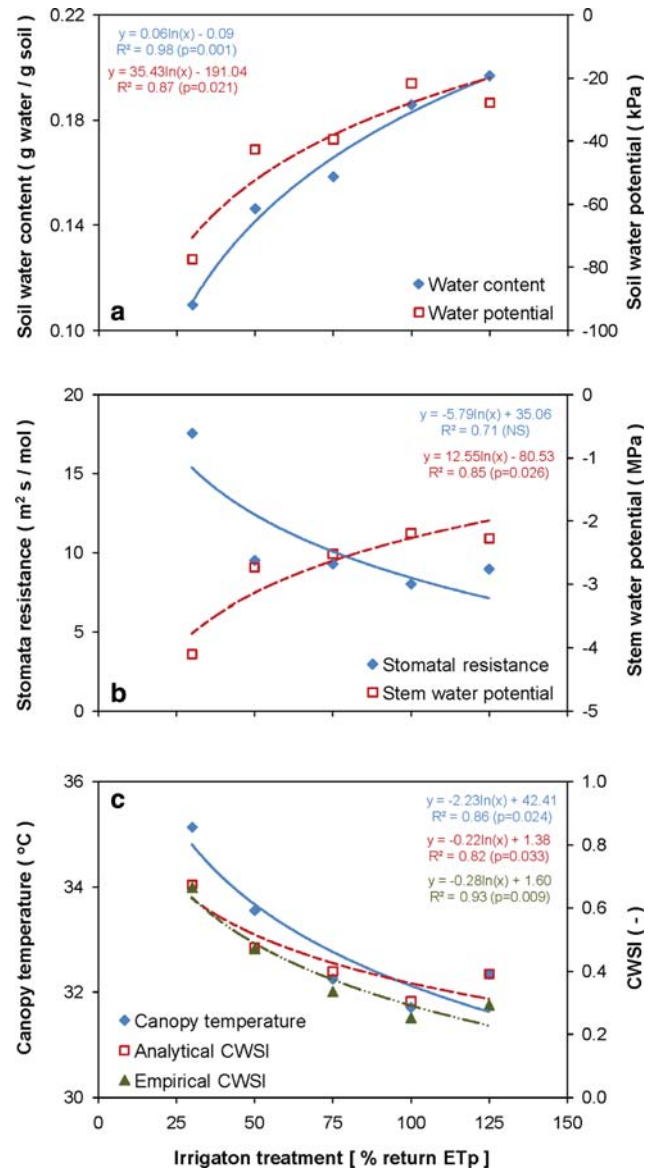 0.22
0.18
0.14
0.10
Soil water content ( g water / g soil )
y = 0.06ln(x) - 0.09
R² = 0.98 (p=0.001)
y = 35.43ln(x) - 191.04
R² = 0.87 (p=0.021)
a
Water content
Water potential
0
-20
-40
-60
-80
-100
Soil water potential ( kPa)
20
15
10
5
0
Stomata resistance ( m² s / mol )
y = -5.79ln(x) + 35.06
R² = 0.71 (NS)
y = 12.55ln(x) - 80.53
R² = 0.85 (p=0.026)
b
Stomatal resistance
Stem water potential
0
-1
-2
-3
-4
-5
Stem water potential (MPa)
36
34
32
30
Canopy temperature ( ºC )
c
y = -2.23ln(x) + 42.41
R² = 0.86 (p=0.024)
y = -0.22ln(x) + 1.38
R² = 0.82 (p=0.033)
y = -0.28ln(x) + 1.60
R² = 0.93 (p=0.009)
Canopy temperature
Analytical CWSI
Empirical CWSI
1.0
0.8
0.6
0.4
0.2
0.0
CWSI ( - )
0 25 50 75 100 125 150
Irrigaton treatment [ % return ETp ]